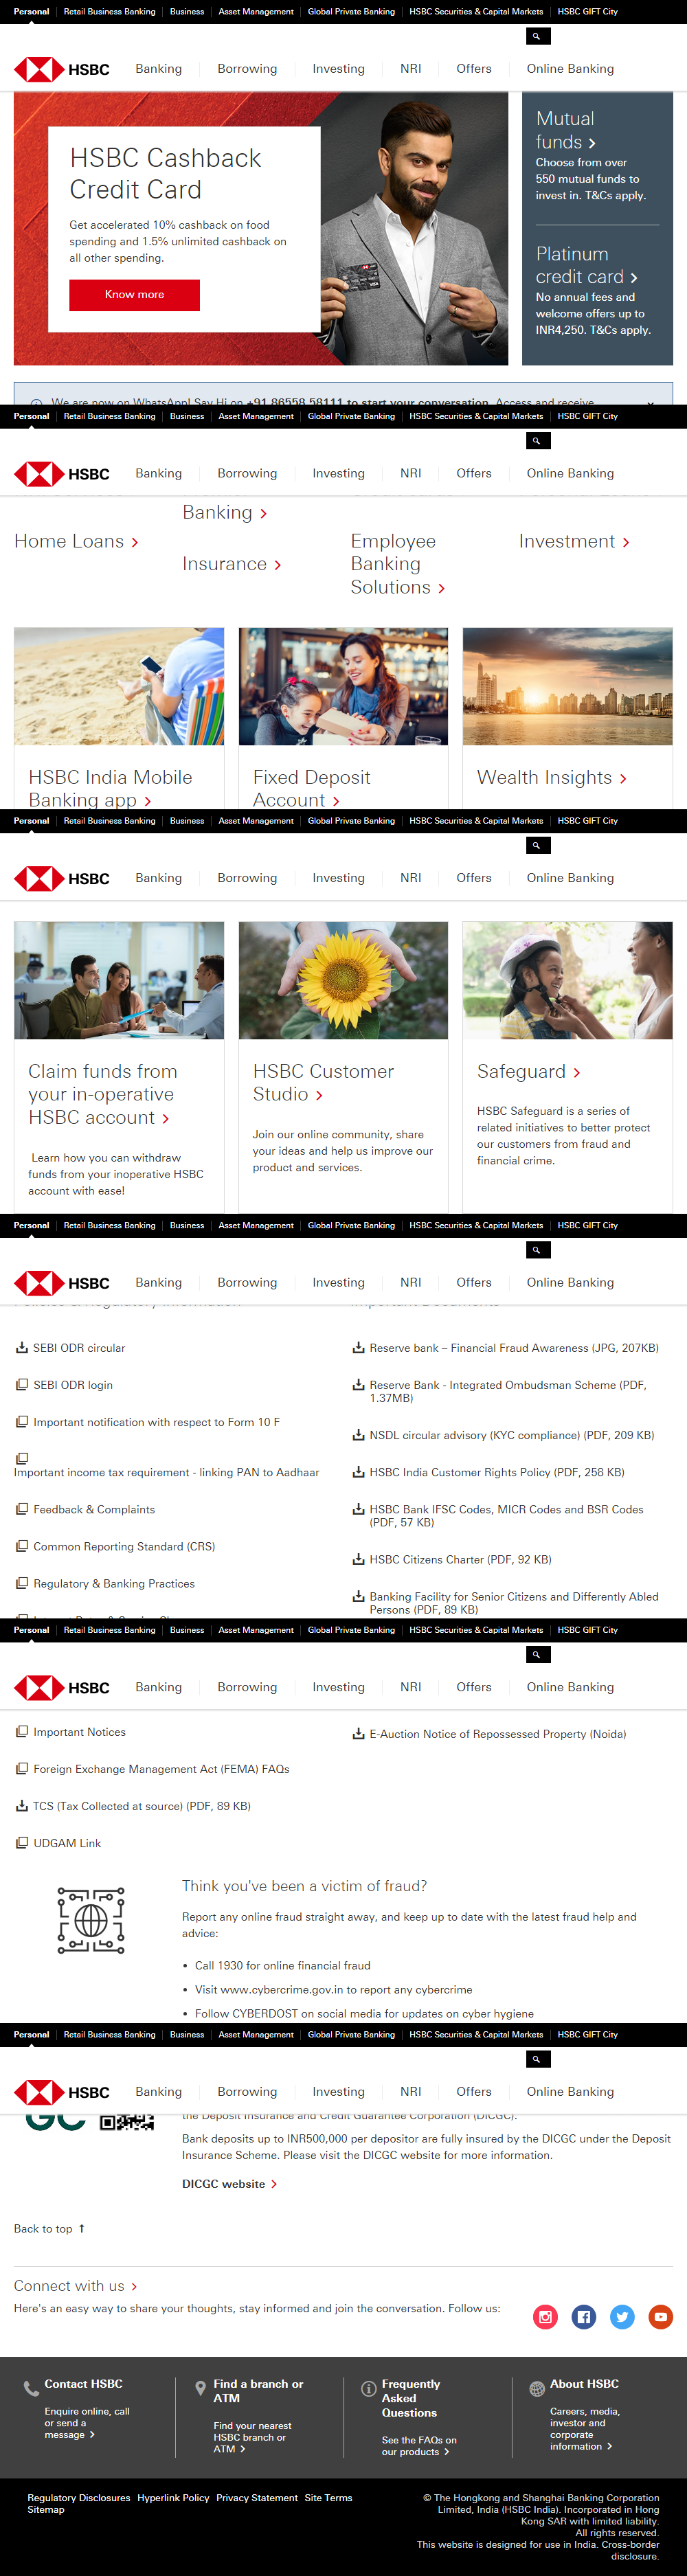 Personal Retail Business Banking Business Asset Management Global Private Banking HSBC Securities & Capital Markets HSBC GIFT City
HSBC Banking Borrowing Investing NRI Offers Online Banking
HSBC Cashback
Credit Card
Get accelerated 10% cashback on food
spending and 1.5% unlimited cashback on
all other spending.
Know more
Mutual
funds
Choose from over
550 mutual funds to
invest in. T&Cs apply.
Platinum
credit card
No annual fees and
welcome offers up to
INR4,250. T&Cs apply.
We are now on WhatsApp! Say Hi on +91 86558 58111 to start your conversation. Access and receive
Personal Retail Business Banking Business Asset Management Global Private Banking HSBC Securities & Capital Markets HSBC GIFT City
HSBC Banking Borrowing Investing NRI Offers Online Banking
Banking
Home Loans
Insurance
Employee
Banking
Solutions
Investment
HSBC India Mobile
Banking app
Fixed Deposit
Account
Wealth Insights
Personal Retail Business Banking Business Asset Management Global Private Banking HSBC Securities & Capital Markets HSBC GIFT City
HSBC Banking Borrowing Investing NRI Offers Online Banking
Claim funds from
your in-operative
HSBC account
Learn how you can withdraw
funds from your inoperative HSBC
account with ease!
HSBC Customer
Studio
Join our online community, share
your ideas and help us improve our
product and services.
Safeguard
HSBC Safeguard is a series of
related initiatives to better protect
our customers from fraud and
financial crime.
Personal Retail Business Banking Business Asset Management Global Private Banking HSBC Securities & Capital Markets HSBC GIFT City
HSBC Banking Borrowing Investing NRI Offers Online Banking
SEBI ODR circular
SEBI ODR login
Important notification with respect to Form 10 F
Important income tax requirement - linking PAN to Aadhaar
Feedback & Complaints
Common Reporting Standard (CRS)
Regulatory & Banking Practices
Reserve bank – Financial Fraud Awareness (JPG, 207KB)
Reserve Bank - Integrated Ombudsman Scheme (PDF,
1.37MB)
NSDL circular advisory (KYC compliance) (PDF, 209 KB)
HSBC India Customer Rights Policy (PDF, 258 KB)
HSBC Bank IFSC Codes, MICR Codes and BSR Codes
(PDF, 57 KB)
HSBC Citizens Charter (PDF, 92 KB)
Banking Facility for Senior Citizens and Differently Abled
Persons (PDF, 89 KB)
Personal Retail Business Banking Business Asset Management Global Private Banking HSBC Securities & Capital Markets HSBC GIFT City
HSBC Banking Borrowing Investing NRI Offers Online Banking
Important Notices
Foreign Exchange Management Act (FEMA) FAQs
TCS (Tax Collected at source) (PDF, 89 KB)
UDGAM Link
E-Auction Notice of Repossessed Property (Noida)
Think you've been a victim of fraud?
Report any online fraud straight away, and keep up to date with the latest fraud help and
advice:
• Call 1930 for online financial fraud
• Visit www.cybercrime.gov.in to report any cybercrime
• Follow CYBERDOST on social media for updates on cyber hygiene
Personal Retail Business Banking Business Asset Management Global Private Banking HSBC Securities & Capital Markets HSBC GIFT City
HSBC Banking Borrowing Investing NRI Offers Online Banking
the Deposit Insurance and Credit Guarantee Corporation (DICGC).
Bank deposits up to INR500,000 per depositor are fully insured by the DICGC under the Deposit
Insurance Scheme. Please visit the DICGC website for more information.
DICGC website
Back to top
Connect with us
Here's an easy way to share your thoughts, stay informed and join the conversation. Follow us:
Contact HSBC
Enquire online, call
or send a
message
Find a branch or
ATM
Find your nearest
HSBC branch or
ATM
Frequently
Asked
Questions
See the FAQs on
our products
About HSBC
Careers, media,
investor and
corporate
information
Regulatory Disclosures Hyperlink Policy Privacy Statement Site Terms
Sitemap
© The Hongkong and Shanghai Banking Corporation
Limited, India (HSBC India). Incorporated in Hong
Kong SAR with limited liability.
All rights reserved.
This website is designed for use in India. Cross-border
disclosure.